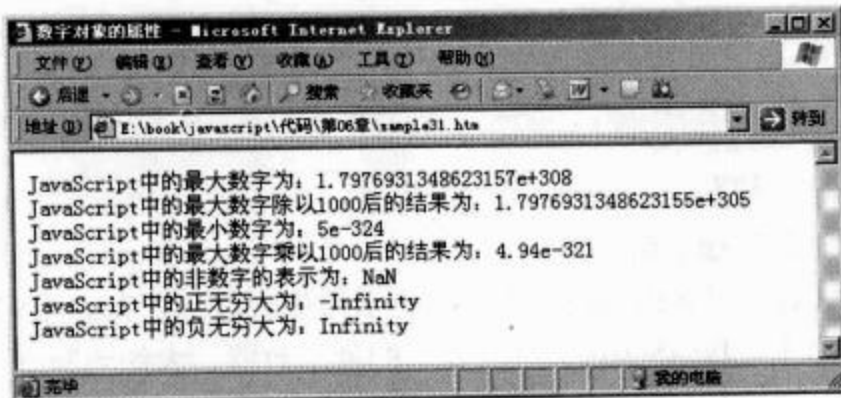 数字对象的属性 - Microsoft Internet Explorer
文件(F) 编辑(E) 查看(V) 收藏(A) 工具(T) 帮助(H)
后退 搜索 收藏夹
地址(D) E:\book\javascript\代码\第06章\sample31.htm 转到
JavaScript中的最大数字为：1.7976931348623157e+308
JavaScript中的最大数字除以1000后的结果为：1.7976931348623155e+305
JavaScript中的最小数字为：5e-324
JavaScript中的最大数字乘以1000后的结果为：4.94e-321
JavaScript中的非数字的表示为：NaN
JavaScript中的正无穷大为：-Infinity
JavaScript中的负无穷大为：Infinity
完毕 我的电脑